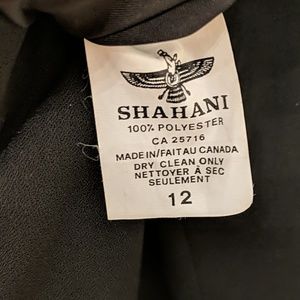 SHAHANI
100% POLYESTER
CA 25716
MADE IN/FAIT AU CANADA
DRY CLEAN ONLY
NETTOYER À SEC
SEULEMENT
12